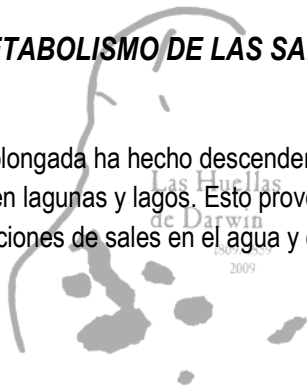 ETABOLISMO DE LAS SA
longada ha hecho descender
en lagunas y lagos. Esto prov
ciones de sales en el agua y
Las Huellas
de Darwin
2009